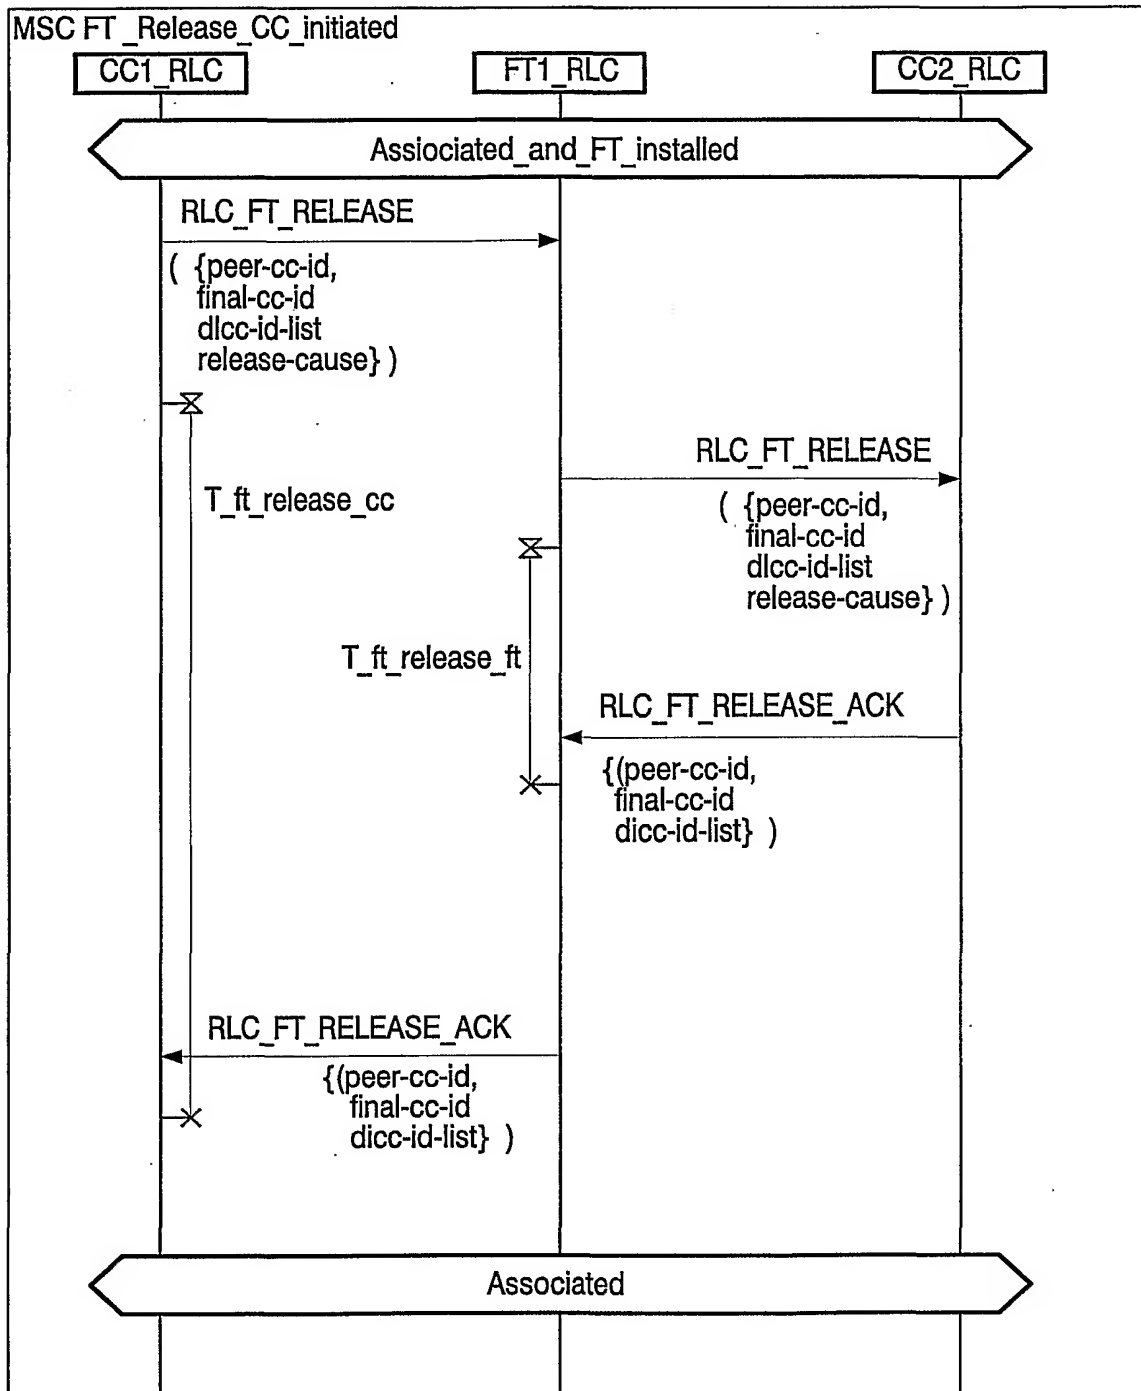 MSC FT_Release_CC_initiated
CC1_RLC
FT1_RLC
CC2_RLC
Assiociated_and_FT_installed
RLC_FT_RELEASE
( {peer-cc-id,
final-cc-id
dlcc-id-list
release-cause} )
RLC_FT_RELEASE
T_ft_release_cc
( {peer-cc-id,
final-cc-id
dlcc-id-list
release-cause} )
T_ft_release_ft
RLC_FT_RELEASE_ACK
{(peer-cc-id,
final-cc-id
dicc-id-list} )
RLC_FT_RELEASE_ACK
{(peer-cc-id,
final-cc-id
dicc-id-list} )
Associated